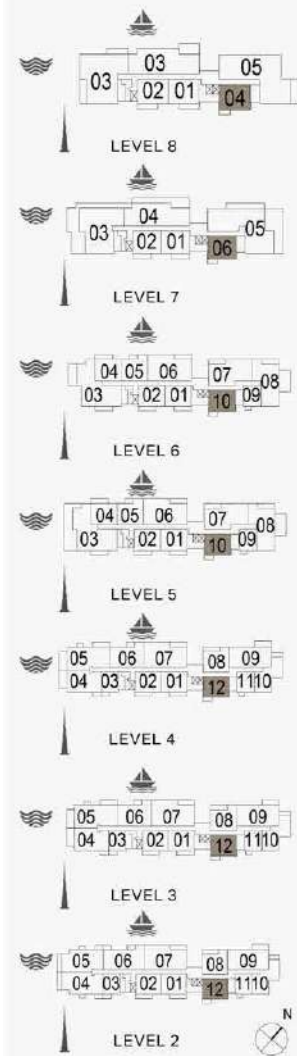 03 05
03 02 01 04
LEVEL 8
04
03 02 01 06 05
LEVEL 7
04 05 06 07 08
03 02 01 10 09
LEVEL 6
04 05 06 07 08
03 02 01 10 09
LEVEL 5
05 06 07 08 09
04 03 02 01 12 11 10
LEVEL 4
05 06 07 08 09
04 03 02 01 12 11 10
LEVEL 3
05 06 07 08 09
04 03 02 01 12 11 10
N
LEVEL 2